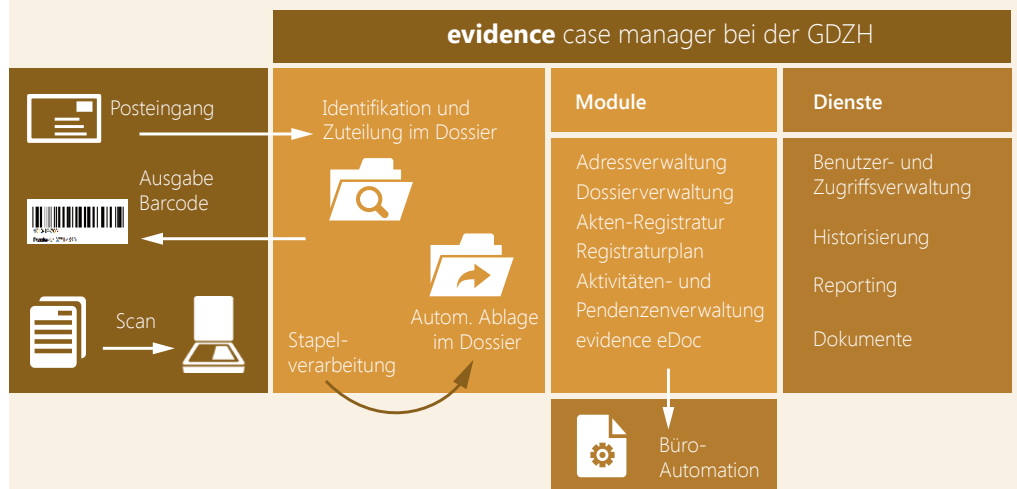 evidence case manager bei der GDZH
Posteingang
Ausgabe
Barcode
Scan
Identifikation und
Zuteilung im Dossier
Autom. Ablage
im Dossier
Stapel-
verarbeitung
Module
Adressverwaltung
Dossierverwaltung
Akten-Registratur
Registraturplan
Aktivitäten- und
Pendenzenverwaltung
evidence eDoc
Büro-
Automation
Dienste
Benutzer- und
Zugriffsverwaltung
Historisierung
Reporting
Dokumente